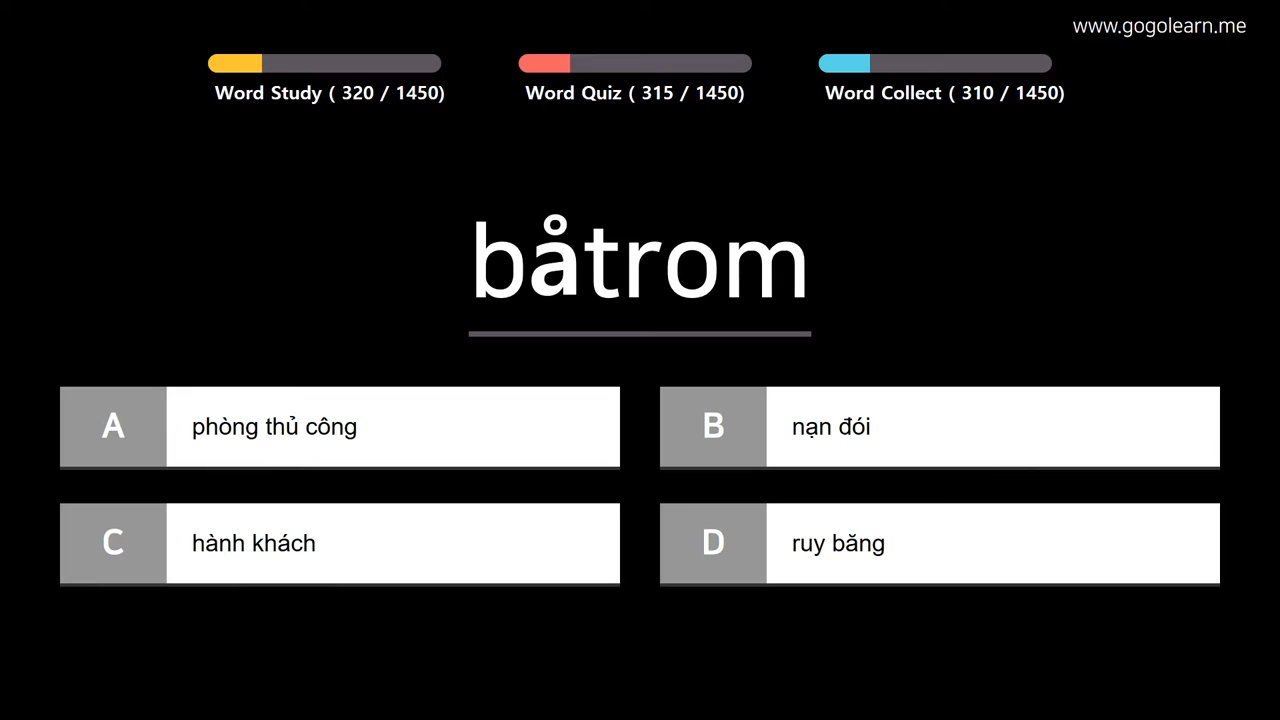 www.gogolearn.me
Word Study ( 320 / 1450)
Word Quiz ( 315 / 1450)
Word Collect ( 310 / 1450)
båtrom
A phòng thủ công
B nạn đói
C hành khách
D ruy băng